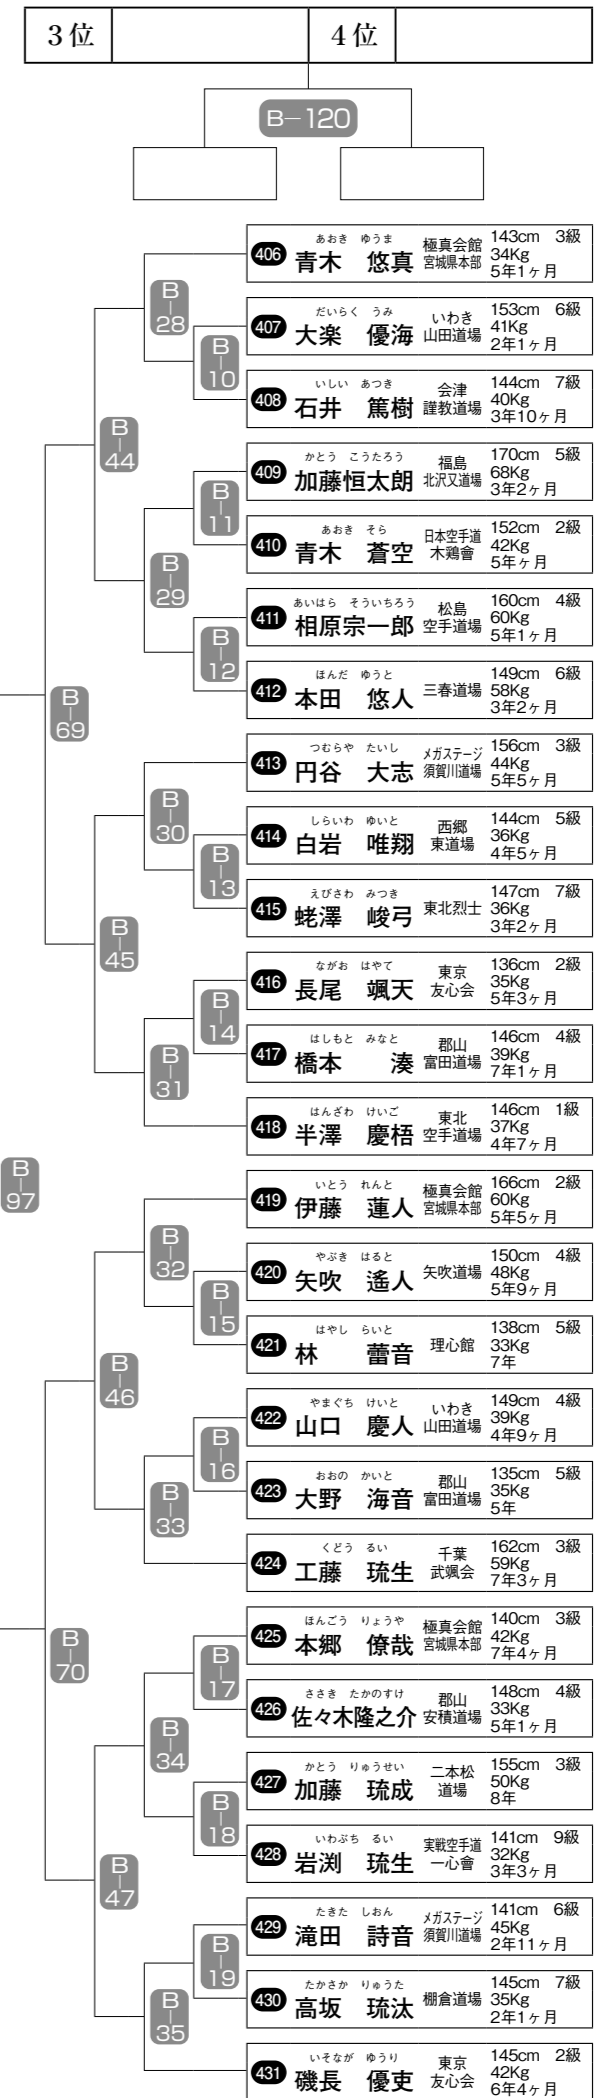 3位
4位
B-120
あおき ゆうま
406 青木 悠真 極真会館 宮城県本部 143cm 3級 34Kg 5年1ヶ月
B-28
だいらく うみ
407 大楽 優海 いわき 山田道場 153cm 6級 41Kg 2年1ヶ月
B-10
いしい あつき
408 石井 篤樹 会津 謹教道場 144cm 7級 40Kg 3年10ヶ月
B-44
かとう こうたろう
409 加藤恒太朗 福島 北沢又道場 170cm 5級 68Kg 3年2ヶ月
B-11
あおき そら
410 青木 蒼空 日本空手道 木鶏會 152cm 2級 42Kg 5年ヶ月
B-29
あいはら そういちろう
411 相原宗一郎 松島 空手道場 160cm 4級 60Kg 5年1ヶ月
B-12
ほんだ ゆうと
412 本田 悠人 三春道場 149cm 6級 58Kg 3年2ヶ月
B-69
つむらや たいし
413 円谷 大志 メガステージ 須賀川道場 156cm 3級 44Kg 5年5ヶ月
B-30
しらいわ ゆいと
414 白岩 唯翔 西郷 東道場 144cm 5級 36Kg 4年5ヶ月
B-13
えびさわ みつき
415 蛯澤 峻弓 東北烈士 147cm 7級 36Kg 3年2ヶ月
B-45
ながお はやて
416 長尾 颯天 東京 友心会 136cm 2級 35Kg 5年3ヶ月
B-14
はしもと みなと
417 橋本 湊 郡山 富田道場 146cm 4級 39Kg 7年1ヶ月
B-31
はんざわ けいご
418 半澤 慶梧 東北 空手道場 146cm 1級 37Kg 4年7ヶ月
B-97
いとう れんと
419 伊藤 蓮人 極真会館 宮城県本部 166cm 2級 60Kg 5年5ヶ月
B-32
やぶき はると
420 矢吹 遙人 矢吹道場 150cm 4級 48Kg 5年9ヶ月
B-15
はやし らいと
421 林 蕾音 理心館 138cm 5級 33Kg 7年
B-46
やまぐち けいと
422 山口 慶人 いわき 山田道場 149cm 4級 39Kg 4年9ヶ月
B-16
おおの かいと
423 大野 海音 郡山 富田道場 135cm 5級 35Kg 5年
B-33
くどう るい
424 工藤 琉生 千葉 武颯会 162cm 3級 59Kg 7年3ヶ月
ほんごう りょうや
425 本郷 僚哉 極真会館 宮城県本部 140cm 3級 42Kg 7年4ヶ月
B-70
B-17
ささき たかのすけ
426 佐々木隆之介 郡山 安積道場 148cm 4級 33Kg 5年1ヶ月
B-34
かとう りゅうせい
427 加藤 琉成 二本松 道場 155cm 3級 50Kg 8年
B-18
いわぶち るい
428 岩渕 琉生 実戦空手道 一心會 141cm 9級 32Kg 3年3ヶ月
B-47
たきた しおん
429 滝田 詩音 メガステージ 須賀川道場 141cm 6級 45Kg 2年11ヶ月
B-19
たかさか りゅうた
430 高坂 琉汰 棚倉道場 145cm 7級 35Kg 2年1ヶ月
B-35
いそなが ゆうり
431 磯長 優吏 東京 友心会 145cm 2級 42Kg 6年4ヶ月